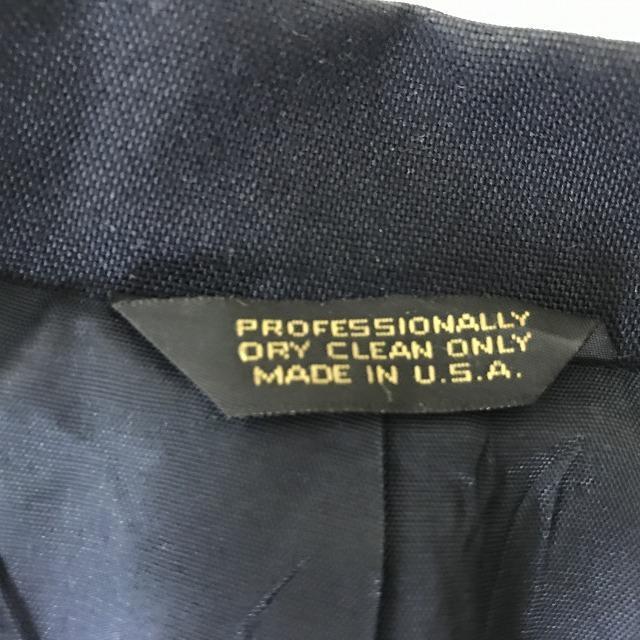 PROFESSIONALLY
DRY CLEAN ONLY
MADE IN U.S.A.